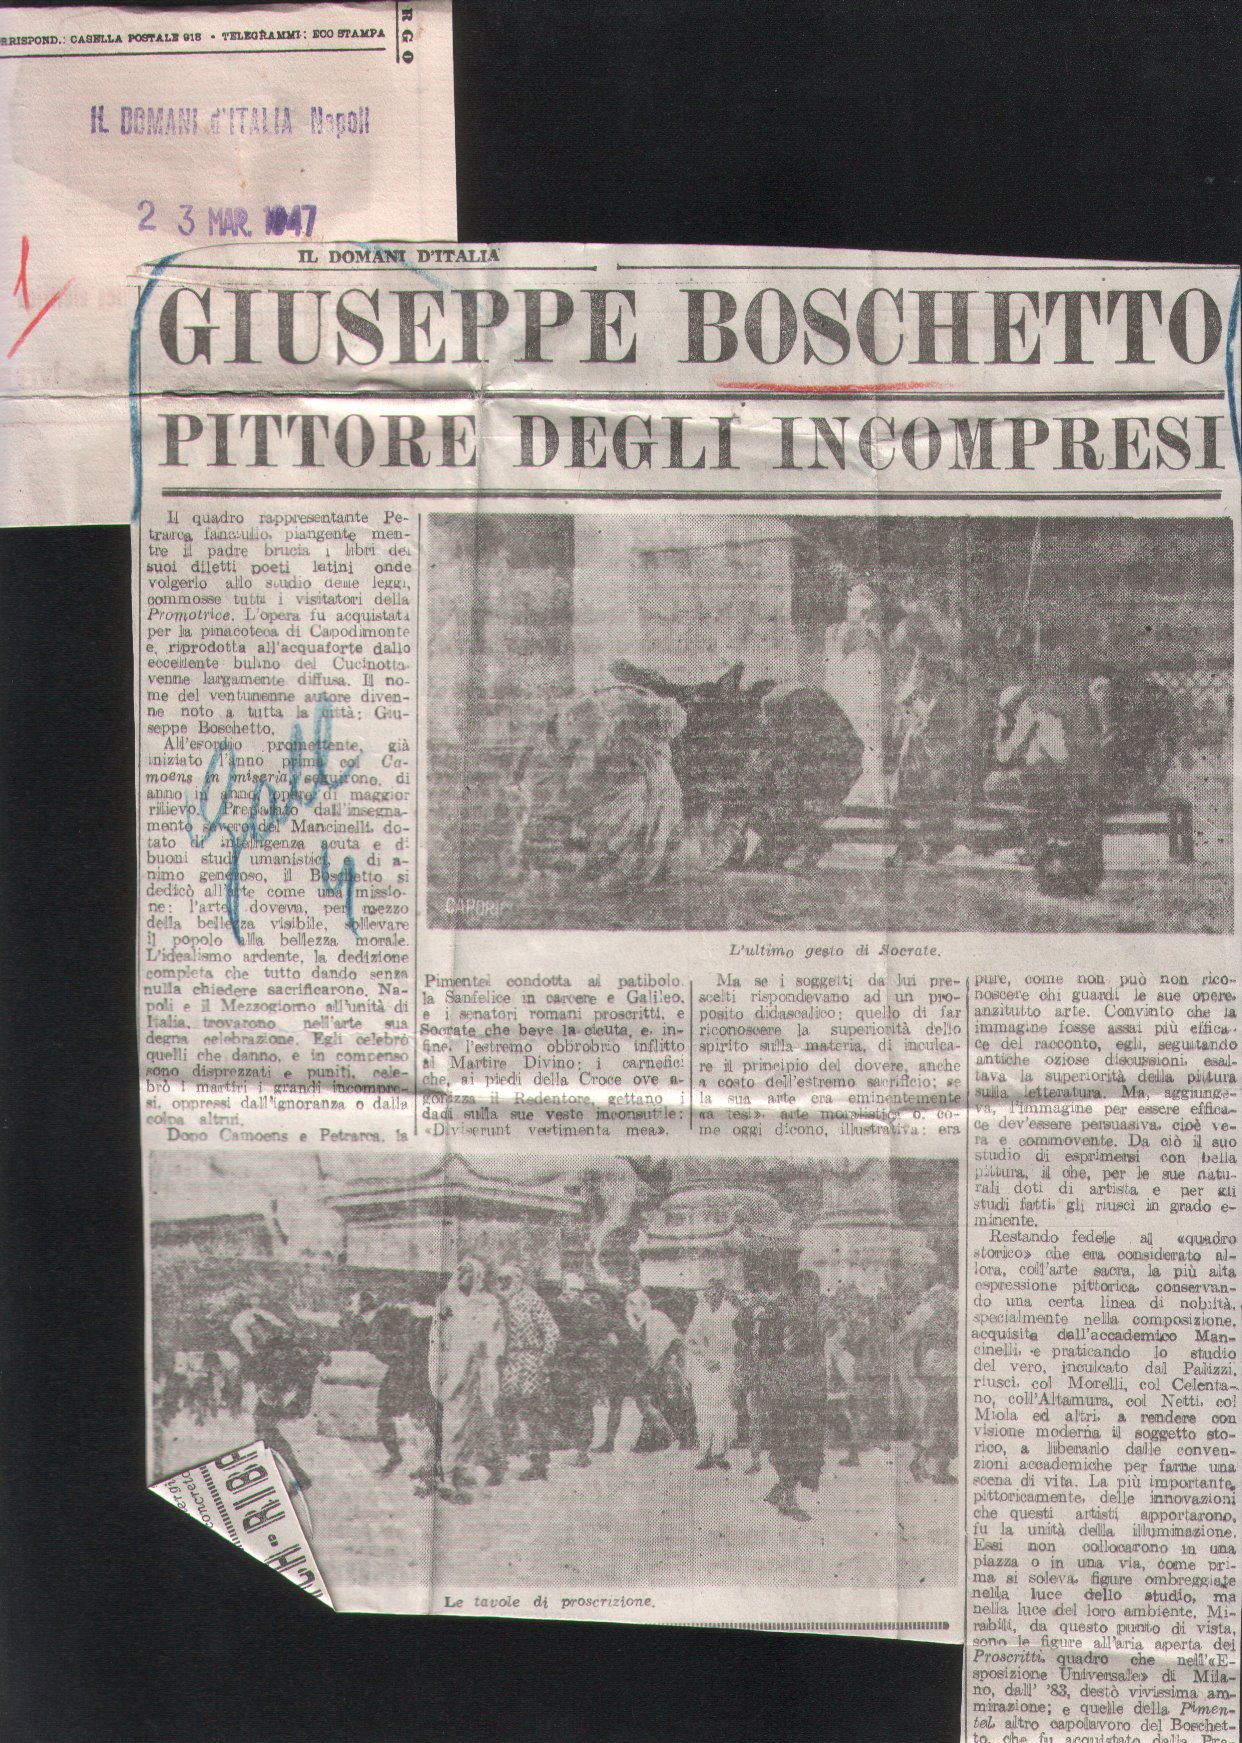 RRISPOND.: CASELLA POSTALE 918 • TELEGRAMMI: ECO STAMPA
RGO
IL DOMANI d'ITALIA Napoli
2 3 MAR. 1947
1
IL DOMANI D'ITALIA
GIUSEPPE BOSCHETTO
PITTORE DEGLI INCOMPRESI
Il quadro rappresentante Pe-
trarca fanciullo, piangente men-
tre il padre brucia i libri dei
suoi diletti poeti latini onde
volgerlo allo studio delle leggi,
commosse tutti i visitatori della
Promotrice. L'opera fu acquistata
per la pinacoteca di Capodimonte
e, riprodotta all'acquaforte dallo
eccellente bulino del Cucinotta,
venne largamente diffusa. Il no-
me del ventunenne autore diven-
ne noto a tutta la città: Giu-
seppe Boschetto.
All'esordio promettente, già
iniziato l'anno prima col Ca-
moens in miseria, seguirono, di
anno in anno, opere di maggior
rilievo. Preparato dall'insegna-
mento severo del Mancinelli, do-
tato di intelligenza acuta e di
buoni studi umanistici e di a-
nimo generoso, il Boschetto si
dedicò all'arte come una missio-
ne: l'arte doveva, per mezzo
della bellezza visibile, sollevare
il popolo alla bellezza morale.
L'idealismo ardente, la dedizione
completa che tutto dando senza
nulla chiedere sacrificarono, Na-
poli e il Mezzogiorno all'unità di
Italia, trovarono nell'arte sua
degna celebrazione. Egli celebrò
quelli che danno, e in compenso
sono disprezzati e puniti, cele-
brò i martiri i grandi incompre-
si, oppressi dall'ignoranza o dalla
colpa altrui.
Dopo Camoens e Petrarca, la
CAPORI
L'ultimo gesto di Socrate.
Pimentel condotta al patibolo,
la Sanfelice in carcere e Galileo,
e i senatori romani proscritti, e
Socrate che beve la cicuta, e, in-
fine, l'estremo obbrobrio inflitto
al Martire Divino: i carnefici
che, ai piedi della Croce ove a-
gonizza il Redentore, gettano i
dadi sulla sue veste inconsutile:
«Diviserunt vestimenta mea».
Ma se i soggetti da lui pre-
scelti rispondevano ad un pro-
posito didascalico: quello di far
riconoscere la superiorità dello
spirito sulla materia, di inculca-
re il principio del dovere, anche
a costo dell'estremo sacrificio; se
la sua arte era eminentemente
«a tesi», arte moralistica o, co-
me oggi dicono, illustrativa: era
pure, come non può non rico-
noscere chi guardi le sue opere,
anzitutto arte. Convinto che la
immagine fosse assai più effica-
ce del racconto, egli, seguitando
antiche oziose discussioni, esal-
tava la superiorità della pittura
sulla letteratura. Ma, aggiunge-
va, l'immagine per essere effica-
ce dev'essere persuasiva, cioè ve-
ra e commovente. Da ciò il suo
studio di esprimersi con bella
pittura, il che, per le sue natu-
rali doti di artista e per gli
studi fatti, gli riuscì in grado e-
minente.
Restando fedele al «quadro
storico» che era considerato al-
lora, coll'arte sacra, la più alta
espressione pittorica, conservan-
do una certa linea di nobiltà,
specialmente nella composizione,
acquisita dall'accademico Man-
cinelli, e praticando lo studio
del vero, inculcato dal Palizzi,
riuscì, col Morelli, col Celenta-
no, coll'Altamura, col Netti, col
Miola ed altri, a rendere con
visione moderna il soggetto sto-
rico, a liberarlo dalle conven-
zioni accademiche per farne una
scena di vita. La più importante,
pittoricamente, delle innovazioni
che questi artisti apportarono,
fu la unità della illuminazione.
Essi non collocarono in una
piazza o in una via, come pri-
ma si soleva, figure ombreggiate
nella luce dello studio, ma
nella luce del loro ambiente. Mi-
rabili, da questo punto di vista,
sono le figure all'aria aperta dei
Proscritti, quadro che nell'«E-
sposizione Universale» di Mila-
no, dall' '83, destò vivissima am-
mirazione; e quelle della Pimen-
tel, altro capolavoro del Boschet-
to, che fu acquistato dalla Pro-
Le tavole di proscrizione.
concreta